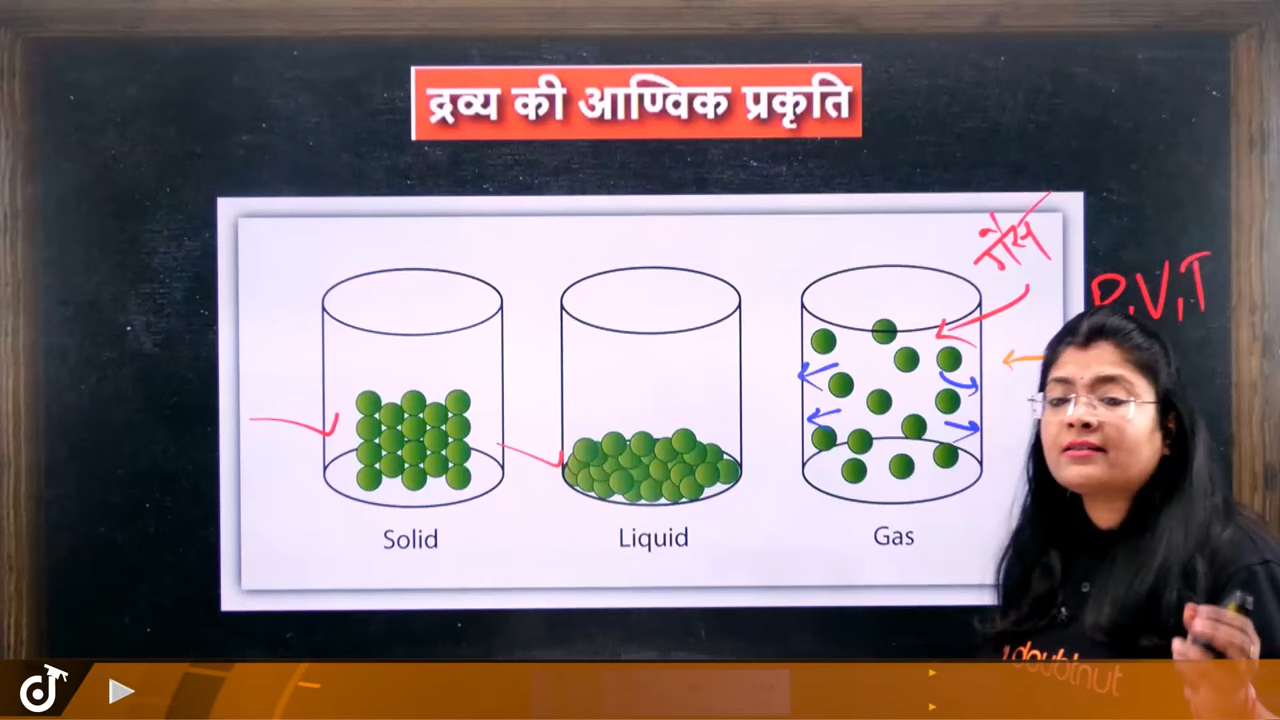 द्रव्य की आण्विक प्रकृति
गैस
P,V,T
Solid
Liquid
Gas
doubtnut